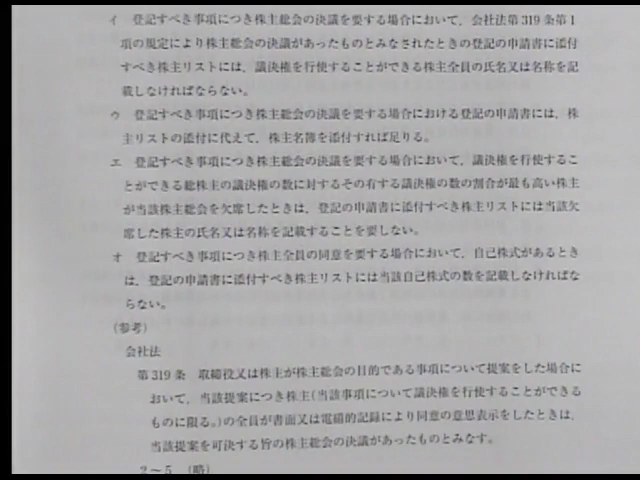 イ 登記すべき事項につき株主総会の決議を要する場合において、会社法第319条第1
項の規定により株主総会の決議があったものとみなされたときの登記の申請書に添付
すべき株主リストには、議決権を行使することができる株主全員の氏名又は名称を記
載しなければならない。
ウ 登記すべき事項につき株主総会の決議を要する場合における登記の申請書には、株
主リストの添付に代えて、株主名簿を添付すれば足りる。
エ 登記すべき事項につき株主総会の決議を要する場合において、議決権を行使するこ
とができる総株主の議決権の数に対するその有する議決権の数の割合が最も高い株主
が当該株主総会を欠席したときは、登記の申請書に添付すべき株主リストには当該欠
席した株主の氏名又は名称を記載することを要しない。
オ 登記すべき事項につき株主全員の同意を要する場合において、自己株式があるとき
は、登記の申請書に添付すべき株主リストには当該自己株式の数を記載しなければな
らない。
(参考)
会社法
第319条 取締役又は株主が株主総会の目的である事項について提案をした場合に
おいて、当該提案につき株主(当該事項について議決権を行使することができる
ものに限る。)の全員が書面又は電磁的記録により同意の意思表示をしたときは、
当該提案を可決する旨の株主総会の決議があったものとみなす。
2～5 (略)